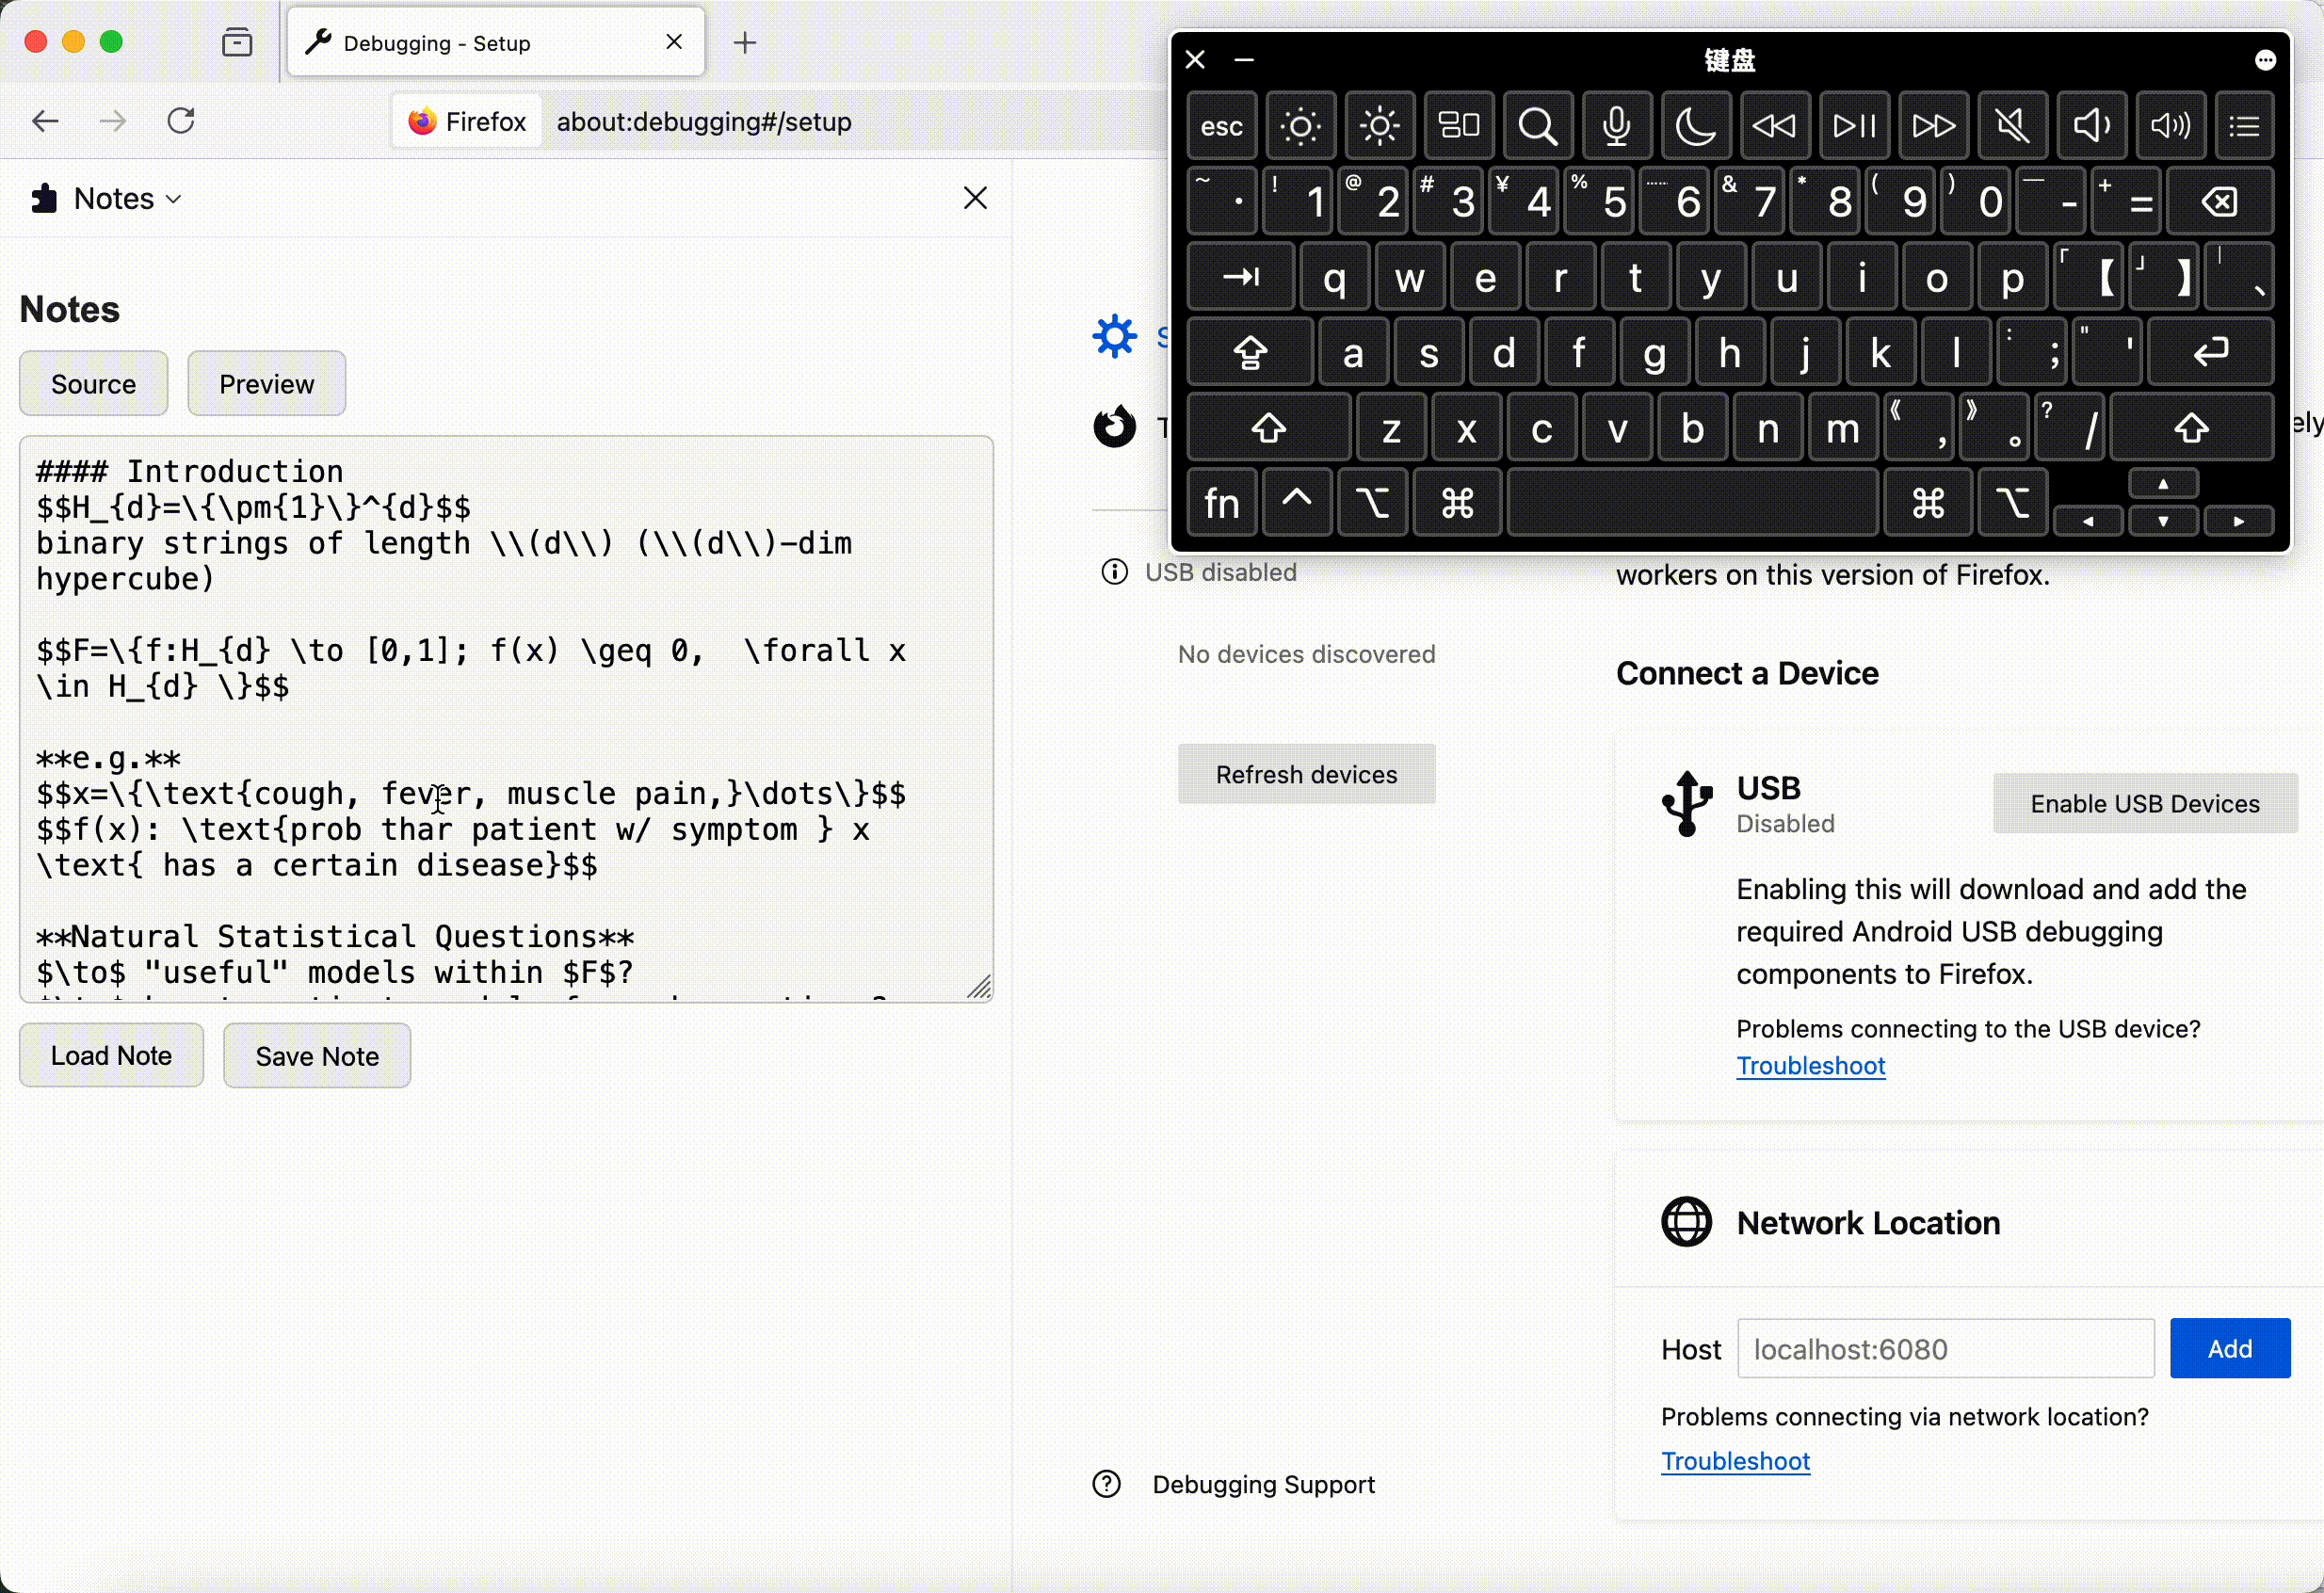 Debugging - Setup
Firefox
about:debugging#/setup
Notes
Notes
Source
Preview
#### Introduction
$$H_{d}=\{\pm{1}\}^{d}$$
binary strings of length \\(d\\) (\\(d\\)-dim
hypercube)
$$F=\{f:H_{d} \to [0,1]; f(x) \geq 0,  \forall x
\in H_{d} \}$$
**e.g.**
$$x=\{\text{cough, fever, muscle pain,}\dots\}$$
$$f(x): \text{prob thar patient w/ symptom } x
\text{ has a certain disease}$$
**Natural Statistical Questions**
$\to$ "useful" models within $F$?
Load Note
Save Note
键盘
esc
~ · ! 1 @ 2 # 3 ¥ 4 % 5 …… 6 & 7 * 8 ( 9 ) 0 — - + =
q w e r t y u i o p 「 【 」 】 | 、
a s d f g h j k l : ; " '
z x c v b n m 《 , 》 。 ? /
fn ^ ⌥ ⌘ ⌘ ⌥
ely
USB disabled
No devices discovered
Refresh devices
Debugging Support
workers on this version of Firefox.
Connect a Device
USB
Disabled
Enable USB Devices
Enabling this will download and add the
required Android USB debugging
components to Firefox.
Problems connecting to the USB device?
Troubleshoot
Network Location
Host
localhost:6080
Add
Problems connecting via network location?
Troubleshoot